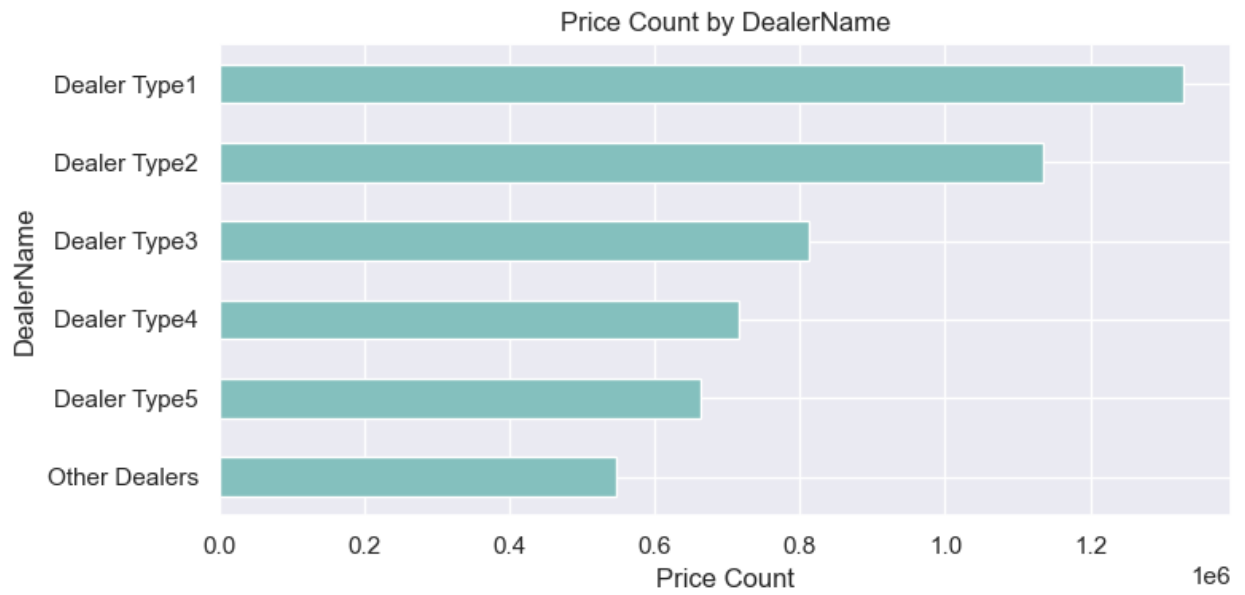 Price Count by DealerName
DealerName
Dealer Type1
Dealer Type2
Dealer Type3
Dealer Type4
Dealer Type5
Other Dealers
0.0 0.2 0.4 0.6 0.8 1.0 1.2
1e6
Price Count